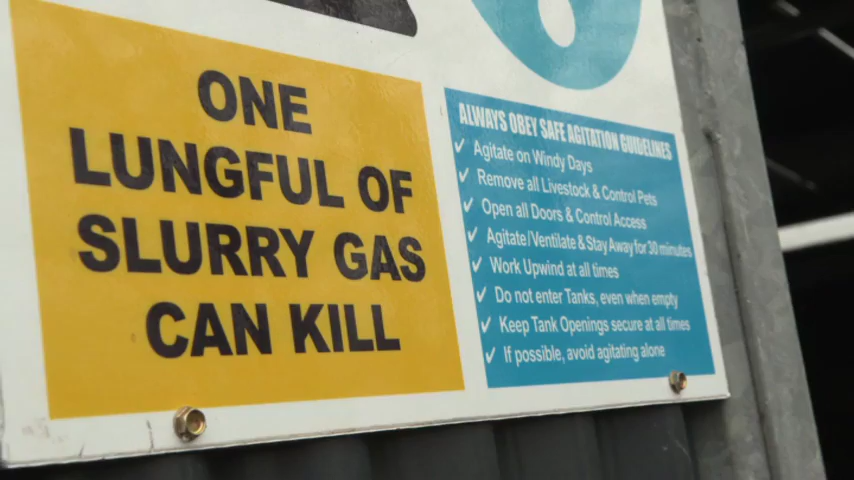 ONE
LUNGFUL OF
SLURRY GAS
CAN KILL
ALWAYS OBEY SAFE AGITATION GUIDELINES
✓ Agitate on Windy Days
✓ Remove all Livestock & Control Pets
✓ Open all Doors & Control Access
✓ Agitate/Ventilate & Stay Away for 30 minutes
✓ Work Upwind at all times
✓ Do not enter Tanks, even when empty
✓ Keep Tank Openings secure at all times
✓ If possible, avoid agitating alone